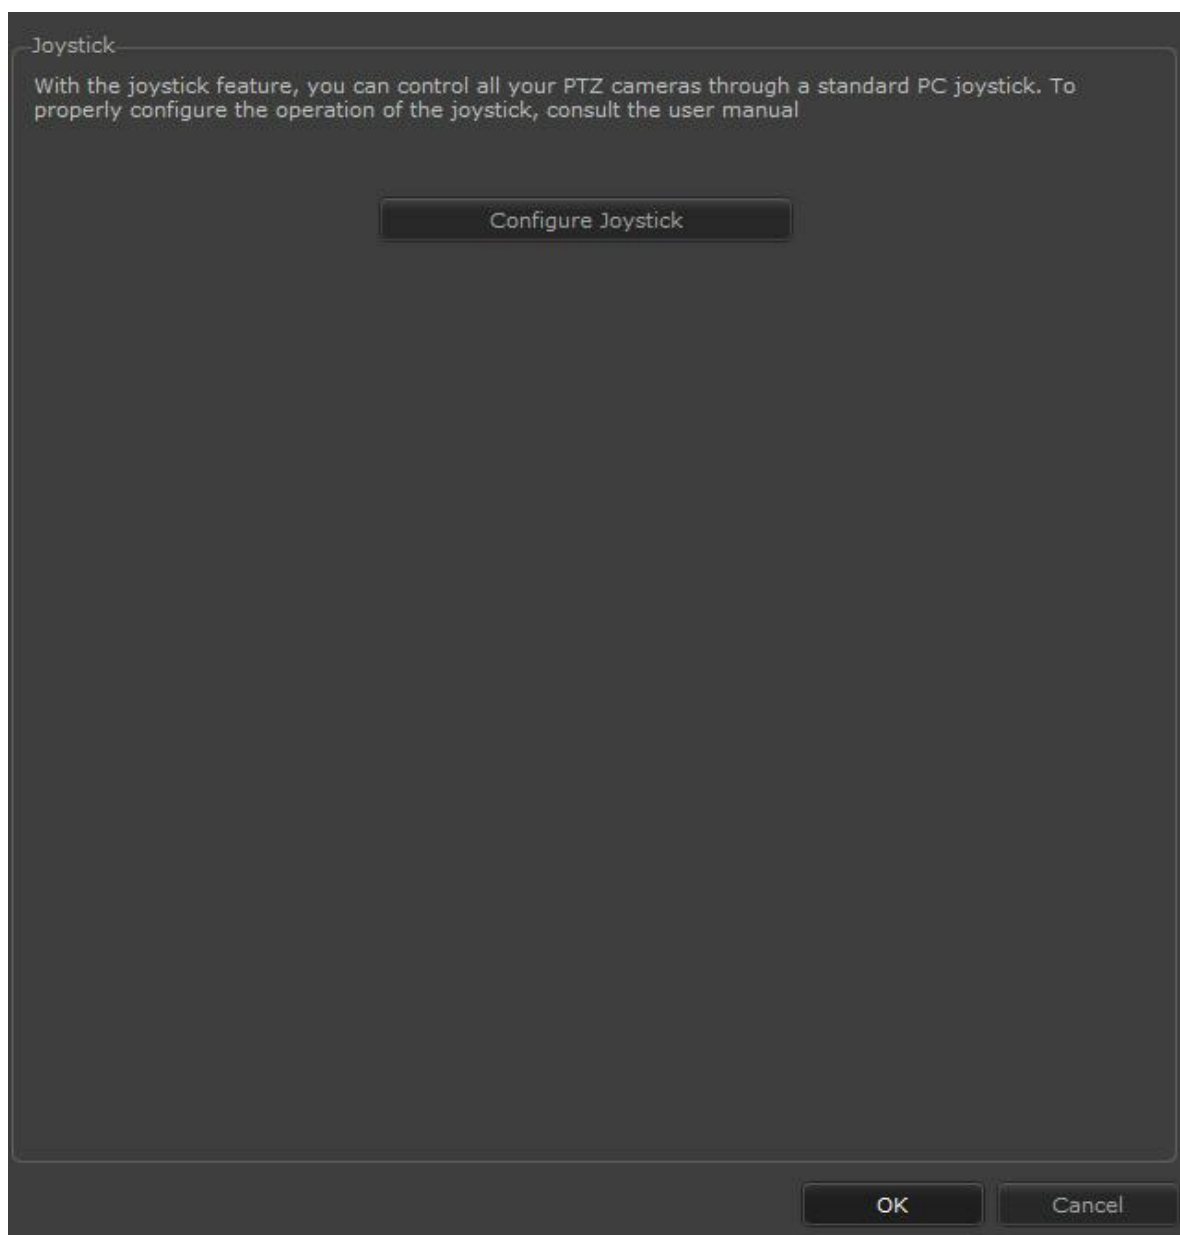 Joystick
With the joystick feature, you can control all your PTZ cameras through a standard PC joystick. To
properly configure the operation of the joystick, consult the user manual
Configure Joystick
OK
Cancel